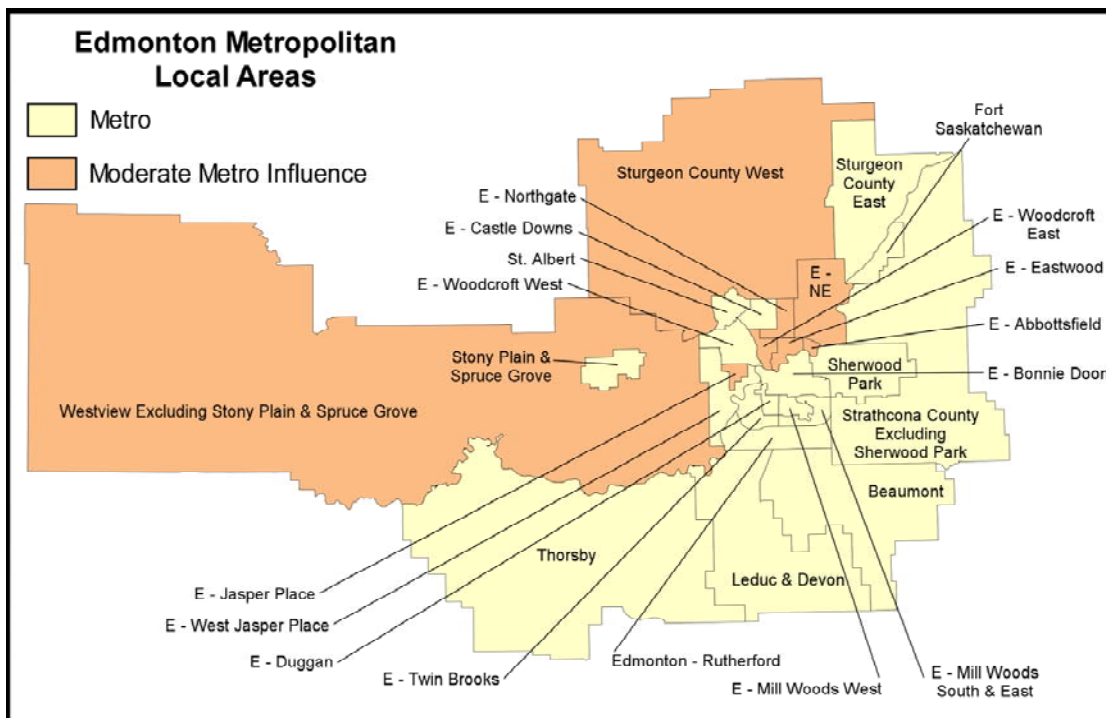 Edmonton Metropolitan
Local Areas
Metro
Moderate Metro Influence
Fort
Saskatchewan
Sturgeon County West
Sturgeon
County
East
E - Northgate
E - Castle Downs
St. Albert
E - Woodcroft West
E - Woodcroft
East
E - Eastwood
E -
NE
E - Abbottsfield
Stony Plain &
Spruce Grove
Sherwood
Park
E - Bonnie Door
Westview Excluding Stony Plain & Spruce Grove
Strathcona County
Excluding
Sherwood Park
Beaumont
Thorsby
Leduc & Devon
E - Jasper Place
E - West Jasper Place
E - Duggan
E - Twin Brooks
Edmonton - Rutherford
E - Mill Woods West
E - Mill Woods
South & East